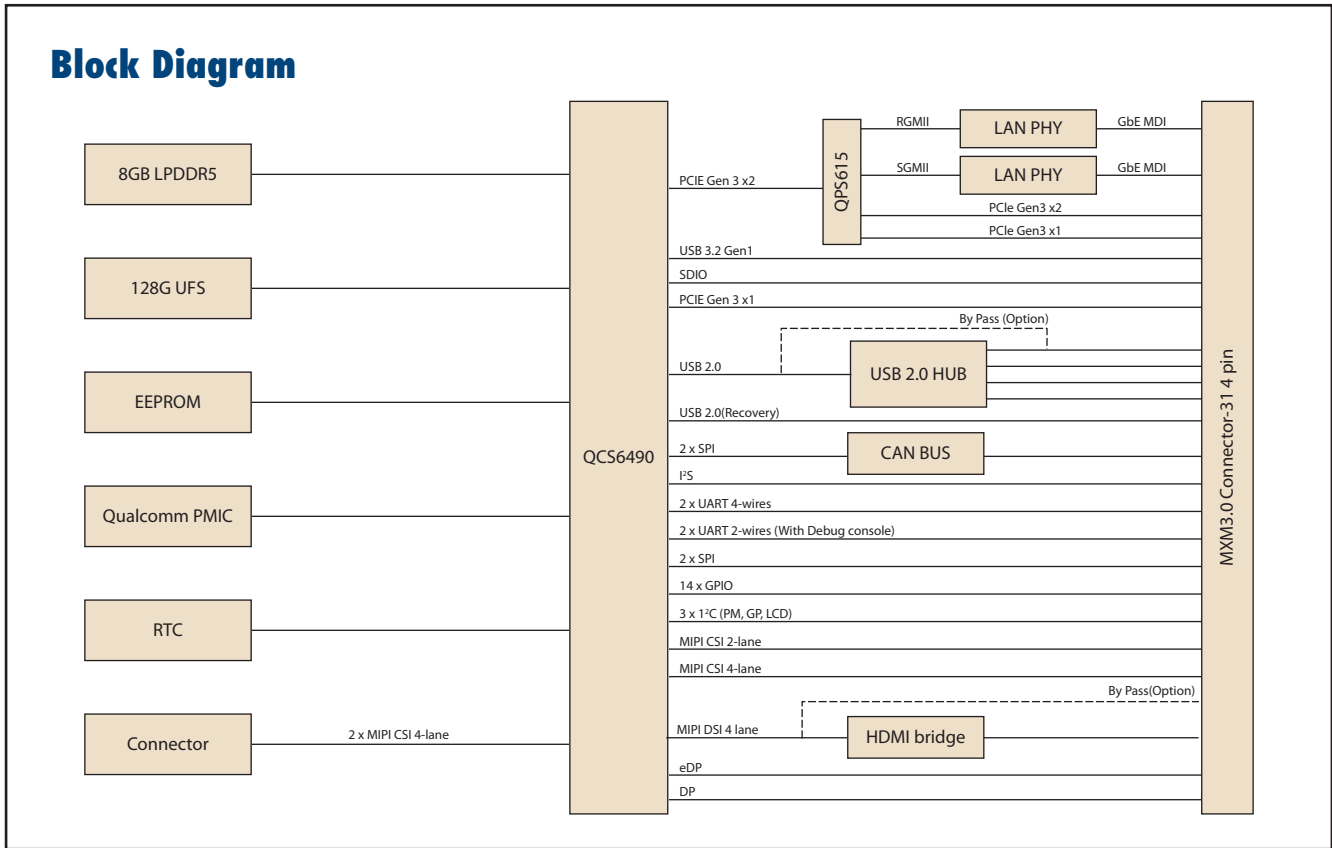 Block Diagram
8GB LPDDR5
128G UFS
EEPROM
Qualcomm PMIC
RTC
Connector
2 x MIPI CSI 4-lane
QCS6490
PCIE Gen 3 x2
QPS615
RGMII
LAN PHY
GbE MDI
SGMII
LAN PHY
GbE MDI
PCIe Gen3 x2
PCIe Gen3 x1
USB 3.2 Gen1
SDIO
PCIE Gen 3 x1
By Pass (Option)
USB 2.0
USB 2.0 HUB
USB 2.0(Recovery)
2 x SPI
CAN BUS
I²S
2 x UART 4-wires
2 x UART 2-wires (With Debug console)
2 x SPI
14 x GPIO
3 x 1²C (PM, GP, LCD)
MIPI CSI 2-lane
MIPI CSI 4-lane
By Pass(Option)
MIPI DSI 4 lane
HDMI bridge
eDP
DP
MXM3.0 Connector-31 4 pin